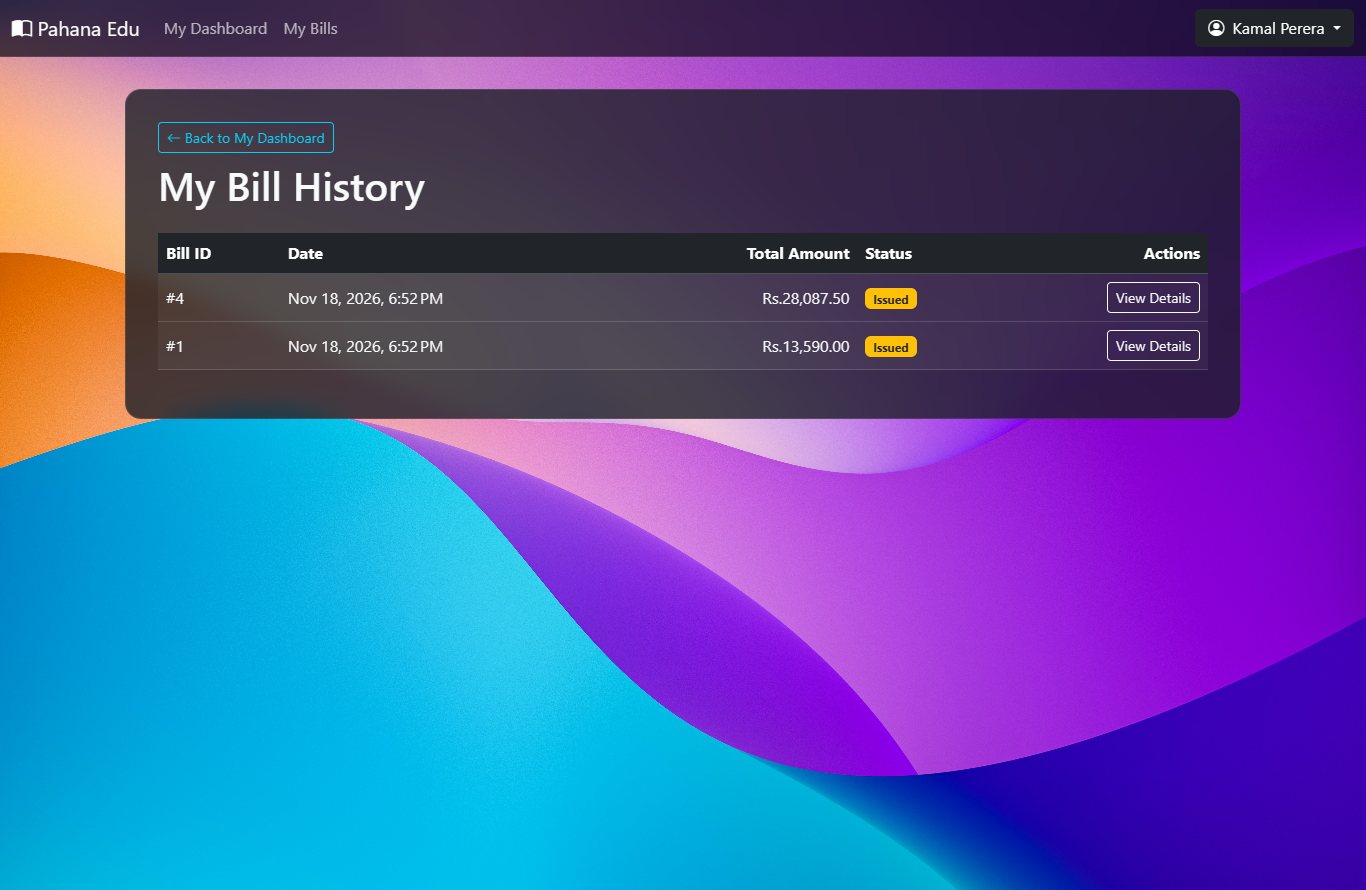 Pahana Edu My Dashboard My Bills Kamal Perera
← Back to My Dashboard
My Bill History
Bill ID Date Total Amount Status Actions
#4 Nov 18, 2026, 6:52 PM Rs.28,087.50 Issued View Details
#1 Nov 18, 2026, 6:52 PM Rs.13,590.00 Issued View Details